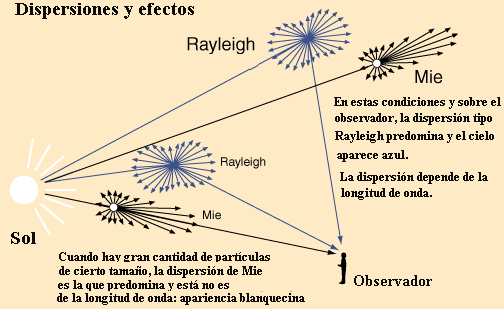 Dispersiones y efectos
Rayleigh
Mie
En estas condiciones y sobre el
observador, la dispersión tipo
Rayleigh predomina y el cielo
aparece azul.
La dispersión depende de la
longitud de onda.
Rayleigh
Mie
Sol
Cuando hay gran cantidad de partículas
de cierto tamaño, la dispersión de Mie
es la que predomina y está no es
de la longitud de onda: apariencia blanquecina
Observador